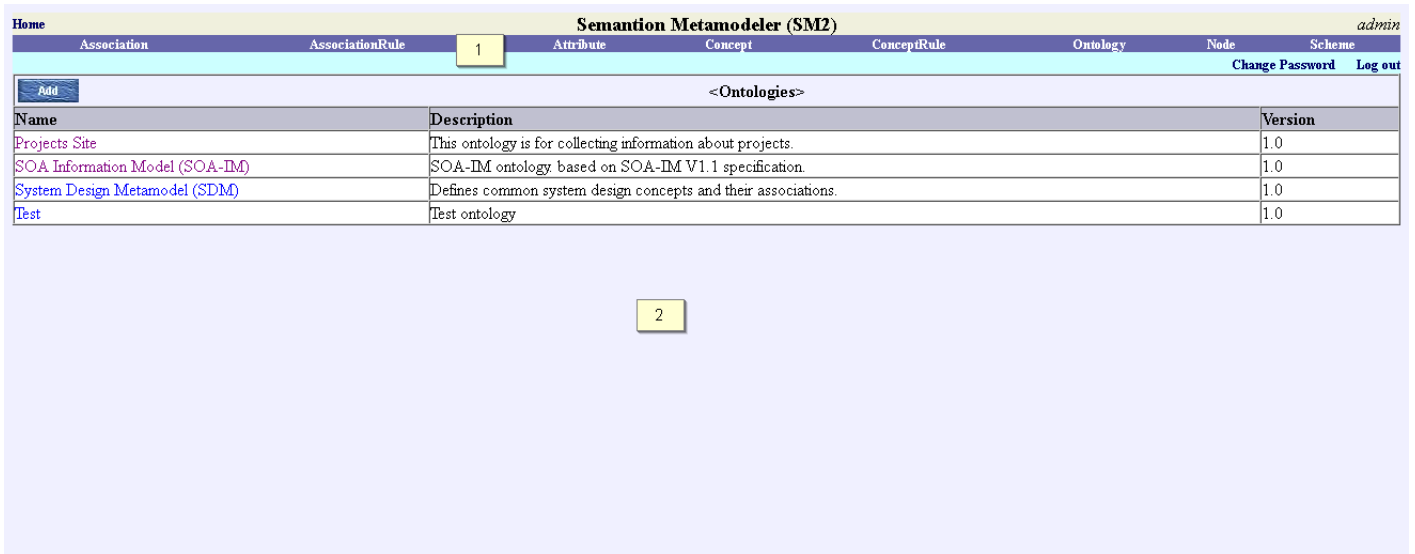 Home Semantion Metamodeler (SM2) admin
Association AssociationRule 1 Attribute Concept ConceptRule Ontology Node Scheme
Change Password Log out
Add <Ontologies>
Name Description Version
Projects Site This ontology is for collecting information about projects. 1.0
SOA Information Model (SOA-IM) SOA-IM ontology. based on SOA-IM V1.1 specification. 1.0
System Design Metamodel (SDM) Defines common system design concepts and their associations. 1.0
Test Test ontology 1.0
2